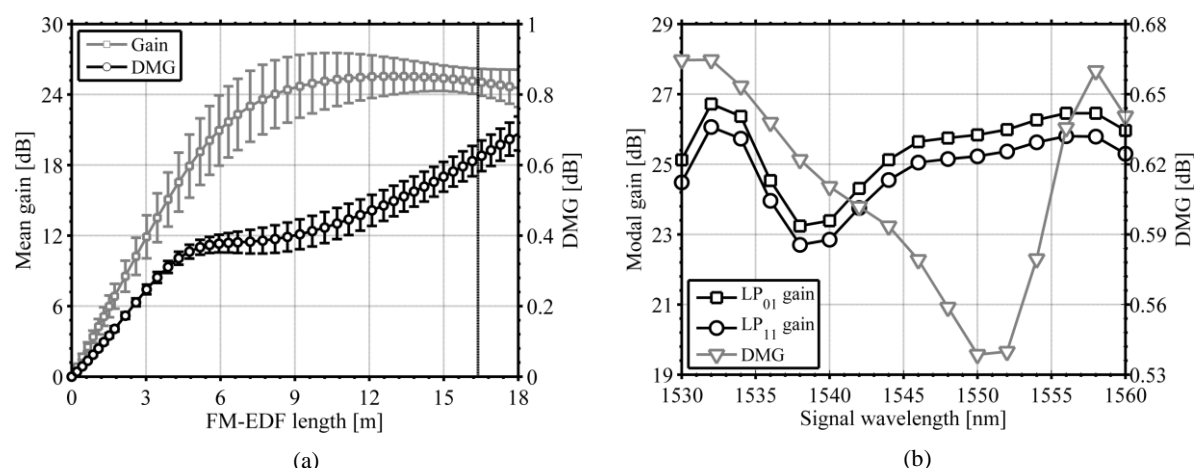 30
24
18
12
6
0
Mean gain [dB]
Gain
DMG
1
0.8
0.6
0.4
0.2
0
DMG [dB]
0 3 6 9 12 15 18
FM-EDF length [m]
(a)
29
27
25
23
21
19
Modal gain [dB]
LP01 gain
LP11 gain
DMG
0.68
0.65
0.62
0.59
0.56
0.53
DMG [dB]
1530 1535 1540 1545 1550 1555 1560
Signal wavelength [nm]
(b)